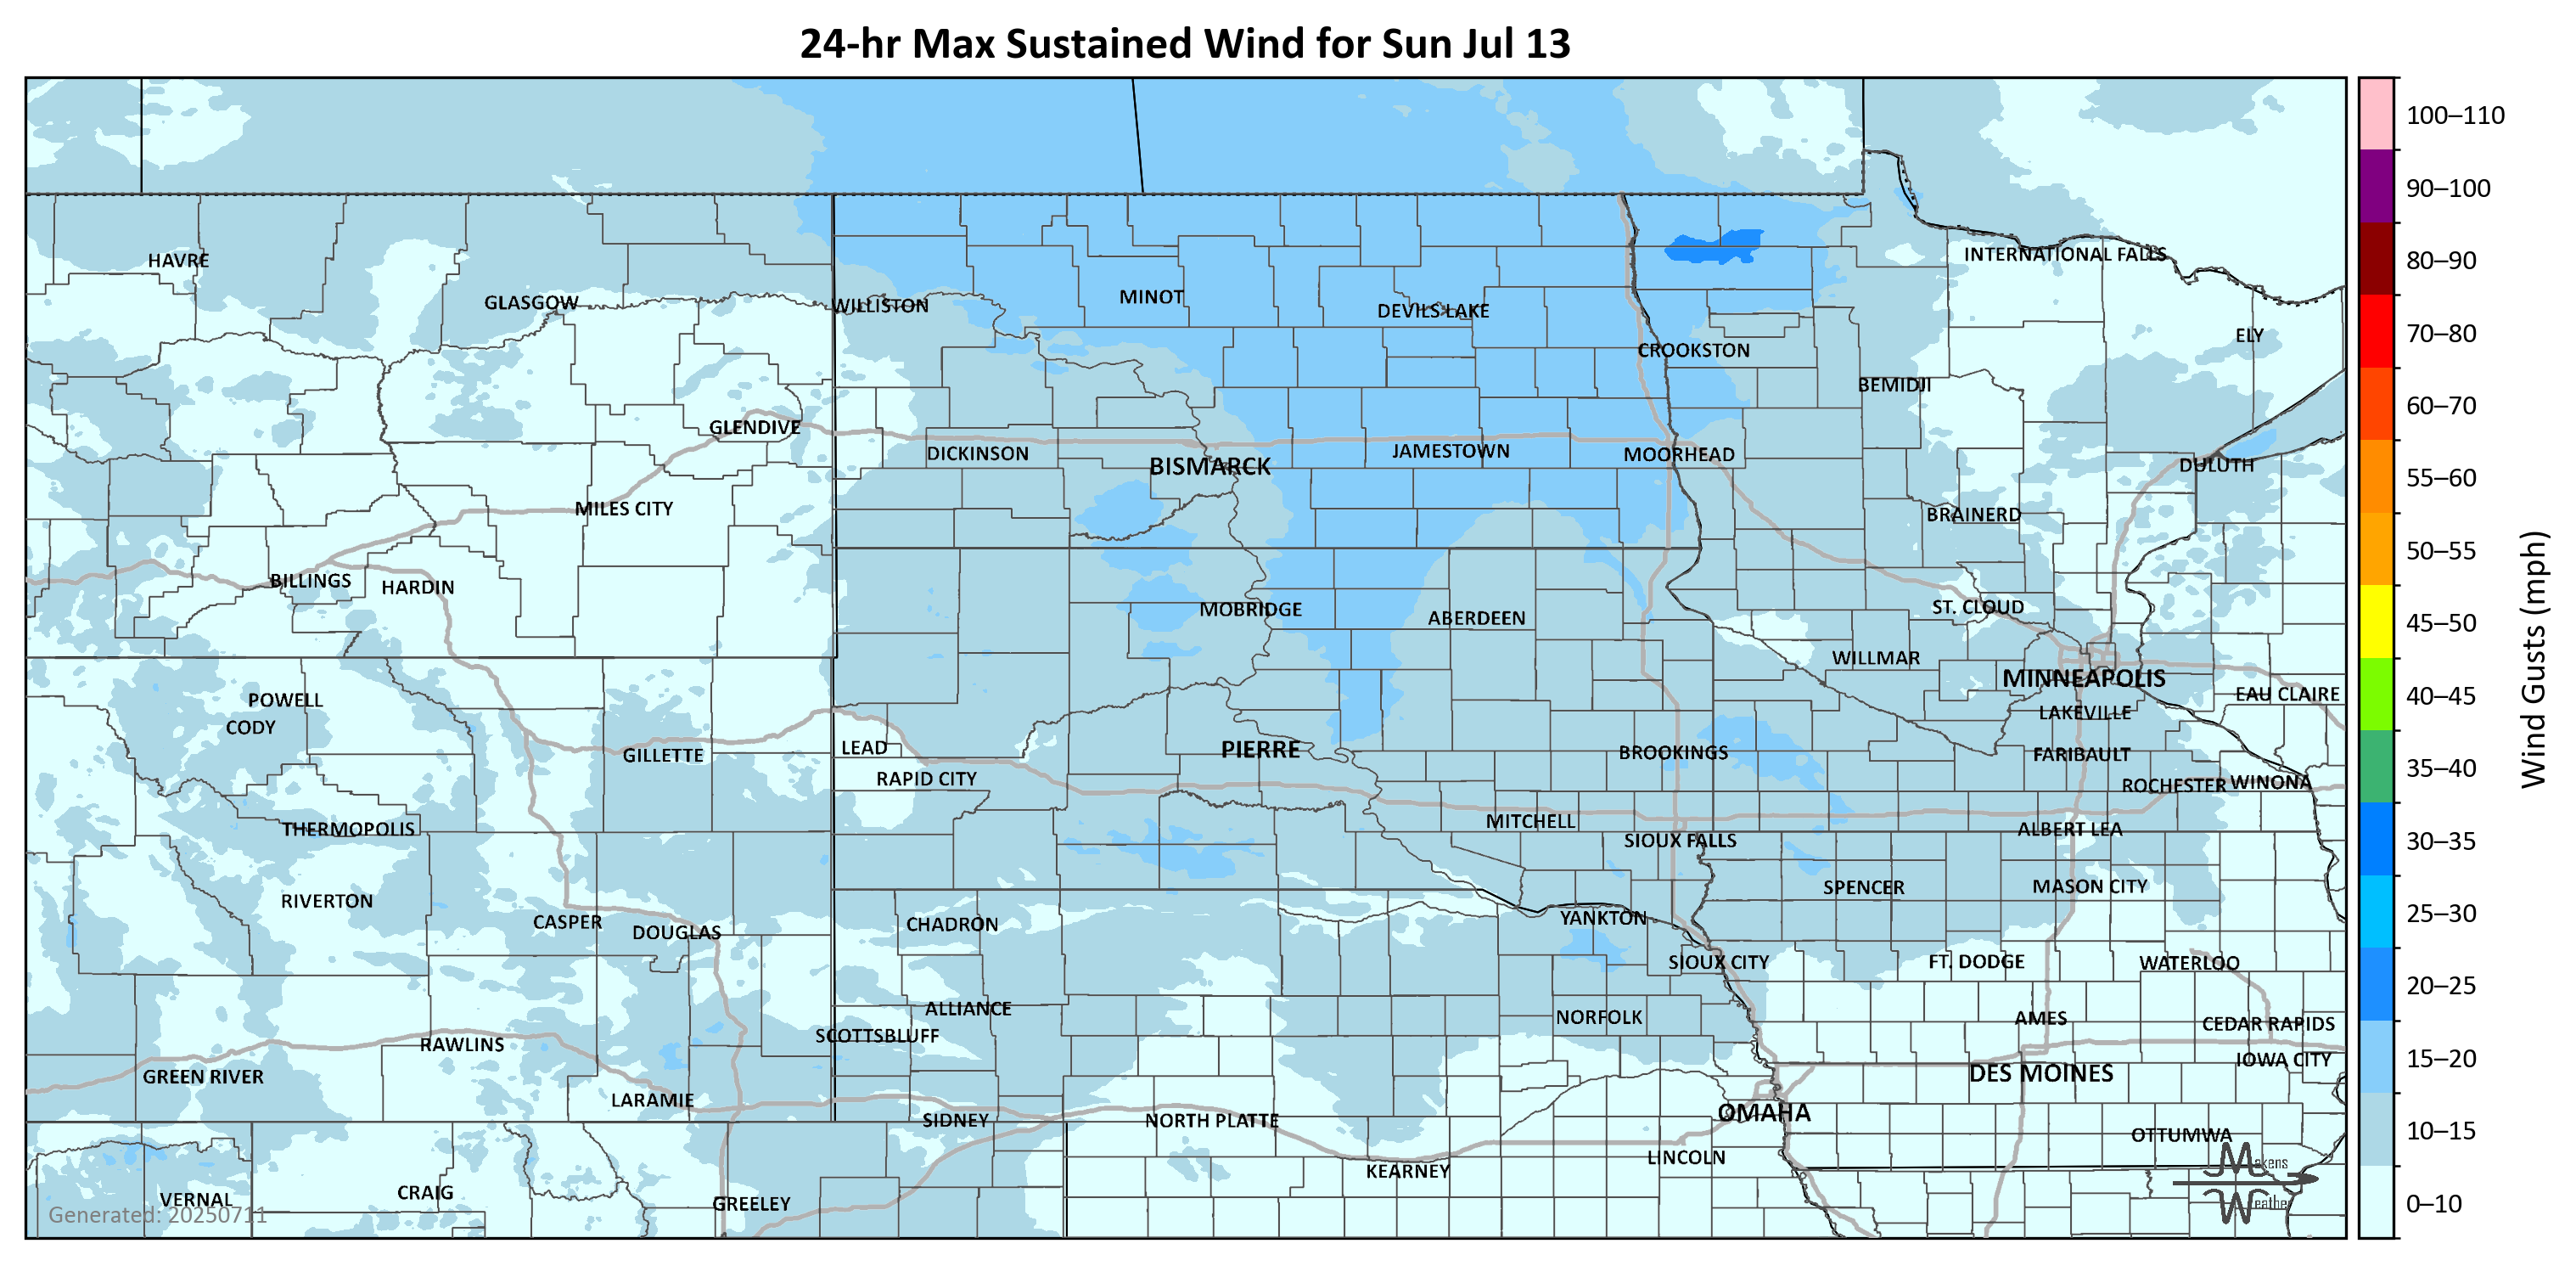 24-hr Max Sustained Wind for Sun Jul 13
100–110
90–100
80–90
70–80
60–70
55–60
50–55
45–50
40–45
35–40
30–35
25–30
20–25
15–20
10–15
0–10
Wind Gusts (mph)
HAVRE
INTERNATIONAL FALLS
GLASGOW
WILLISTON
MINOT
DEVILS LAKE
ELY
CROOKSTON
BEMIDJI
GLENDIVE
DICKINSON
BISMARCK
JAMESTOWN
MOORHEAD
DULUTH
MILES CITY
BRAINERD
BILLINGS
HARDIN
MOBRIDGE
ABERDEEN
ST. CLOUD
WILLMAR
MINNEAPOLIS
POWELL
EAU CLAIRE
CODY
LAKEVILLE
GILLETTE
LEAD
PIERRE
BROOKINGS
FARIBAULT
RAPID CITY
ROCHESTER
WINONA
THERMOPOLIS
MITCHELL
ALBERT LEA
SIOUX FALLS
SPENCER
MASON CITY
RIVERTON
CASPER
DOUGLAS
CHADRON
YANKTON
SIOUX CITY
FT. DODGE
WATERLOO
ALLIANCE
NORFOLK
AMES
CEDAR RAPIDS
SCOTTSBLUFF
RAWLINS
IOWA CITY
GREEN RIVER
DES MOINES
LARAMIE
SIDNEY
NORTH PLATTE
OMAHA
OTTUMWA
KEARNEY
LINCOLN
VERNAL
CRAIG
GREELEY
Generated: 20250711
Makens
Weather